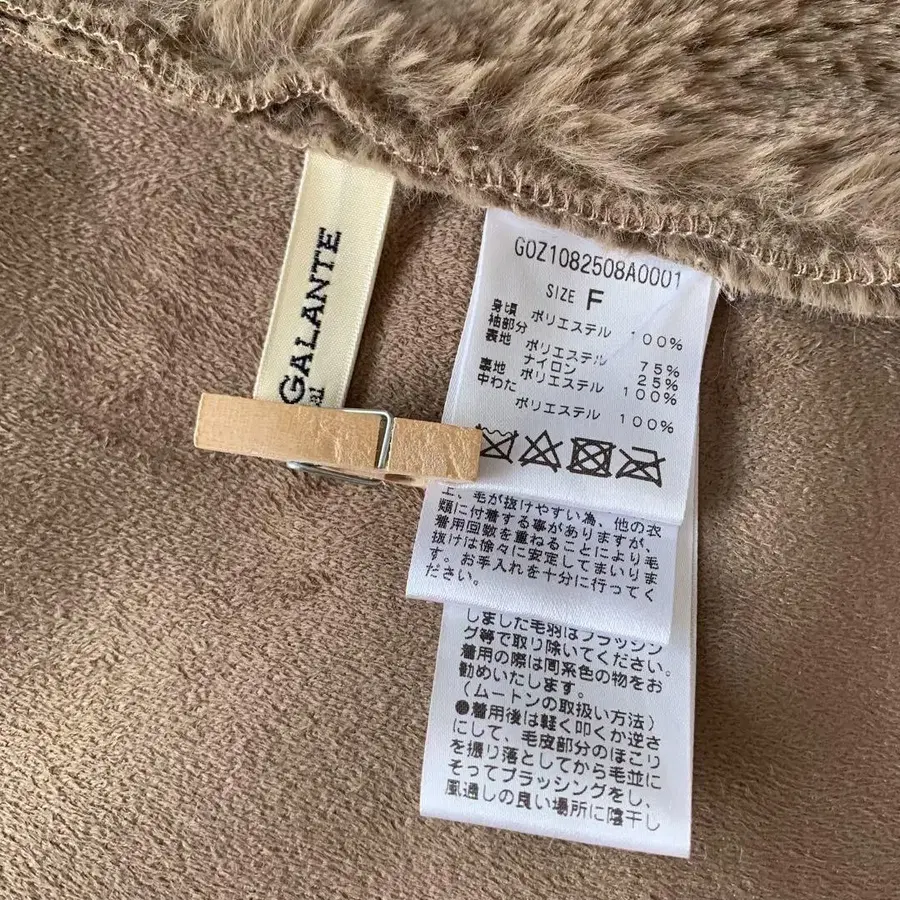 GALANTE
G0Z1082508A0001
SIZE F
身頃 ポリエステル 100%
袖部分
表地 ポリエステル 75%
ナイロン 25%
裏地 ポリエステル 100%
中わた
ポリエステル 100%
上、毛が抜けやすい為、他の衣
類に付着する事がありますが、
着用回数を重ねることにより毛
抜けは徐々に安定してまいりま
す。お手入れを十分に行ってく
ださい。
しました毛羽はブラッシン
グ等で取り除いてください。
着用の際は同系色の物をお
勧めいたします。
(ムートンの取扱い方法)
●着用後は軽く叩くか逆さ
にして、毛皮部分のほこり
を振り落としてから毛並に
そってブラッシングをし、
風通しの良い場所に陰干し